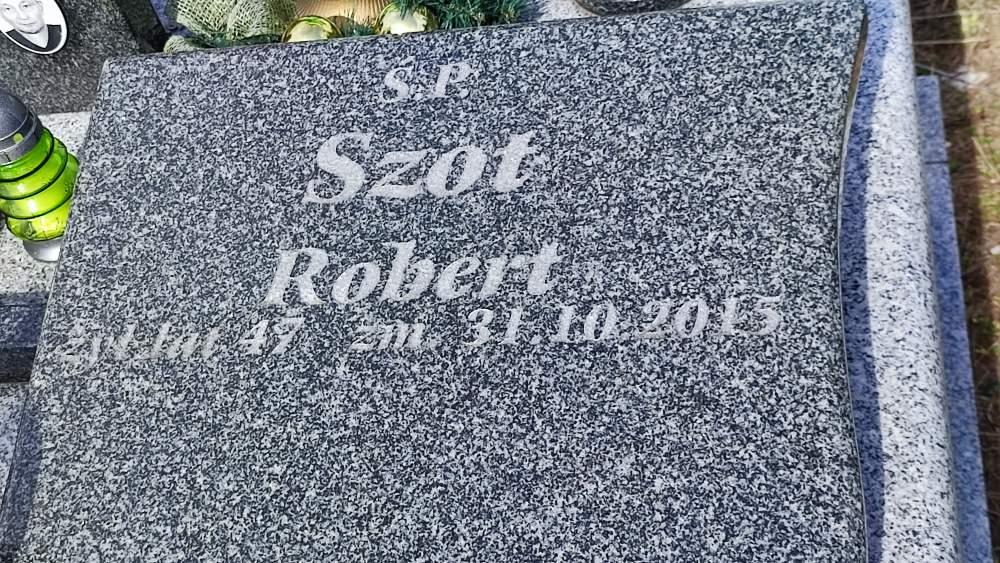 Ś.P.
Szot
Robert
żył lat 47 zm. 31.10.2015